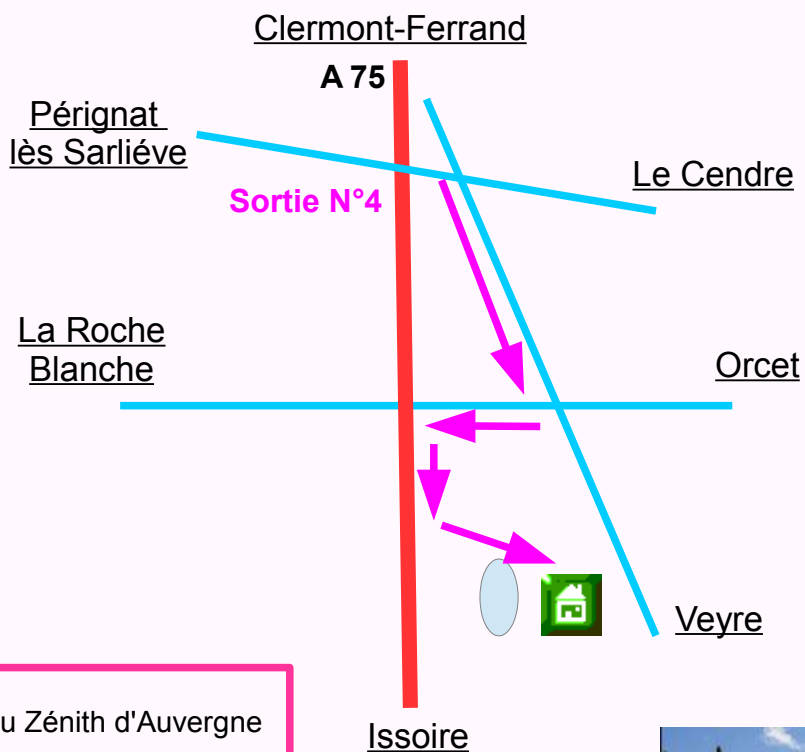 Clermont-Ferrand
A 75
Pérignat
lès Sarliéve
Le Cendre
Sortie N°4
La Roche
Blanche
Orcet
Veyre
u Zénith d'Auvergne
Issoire